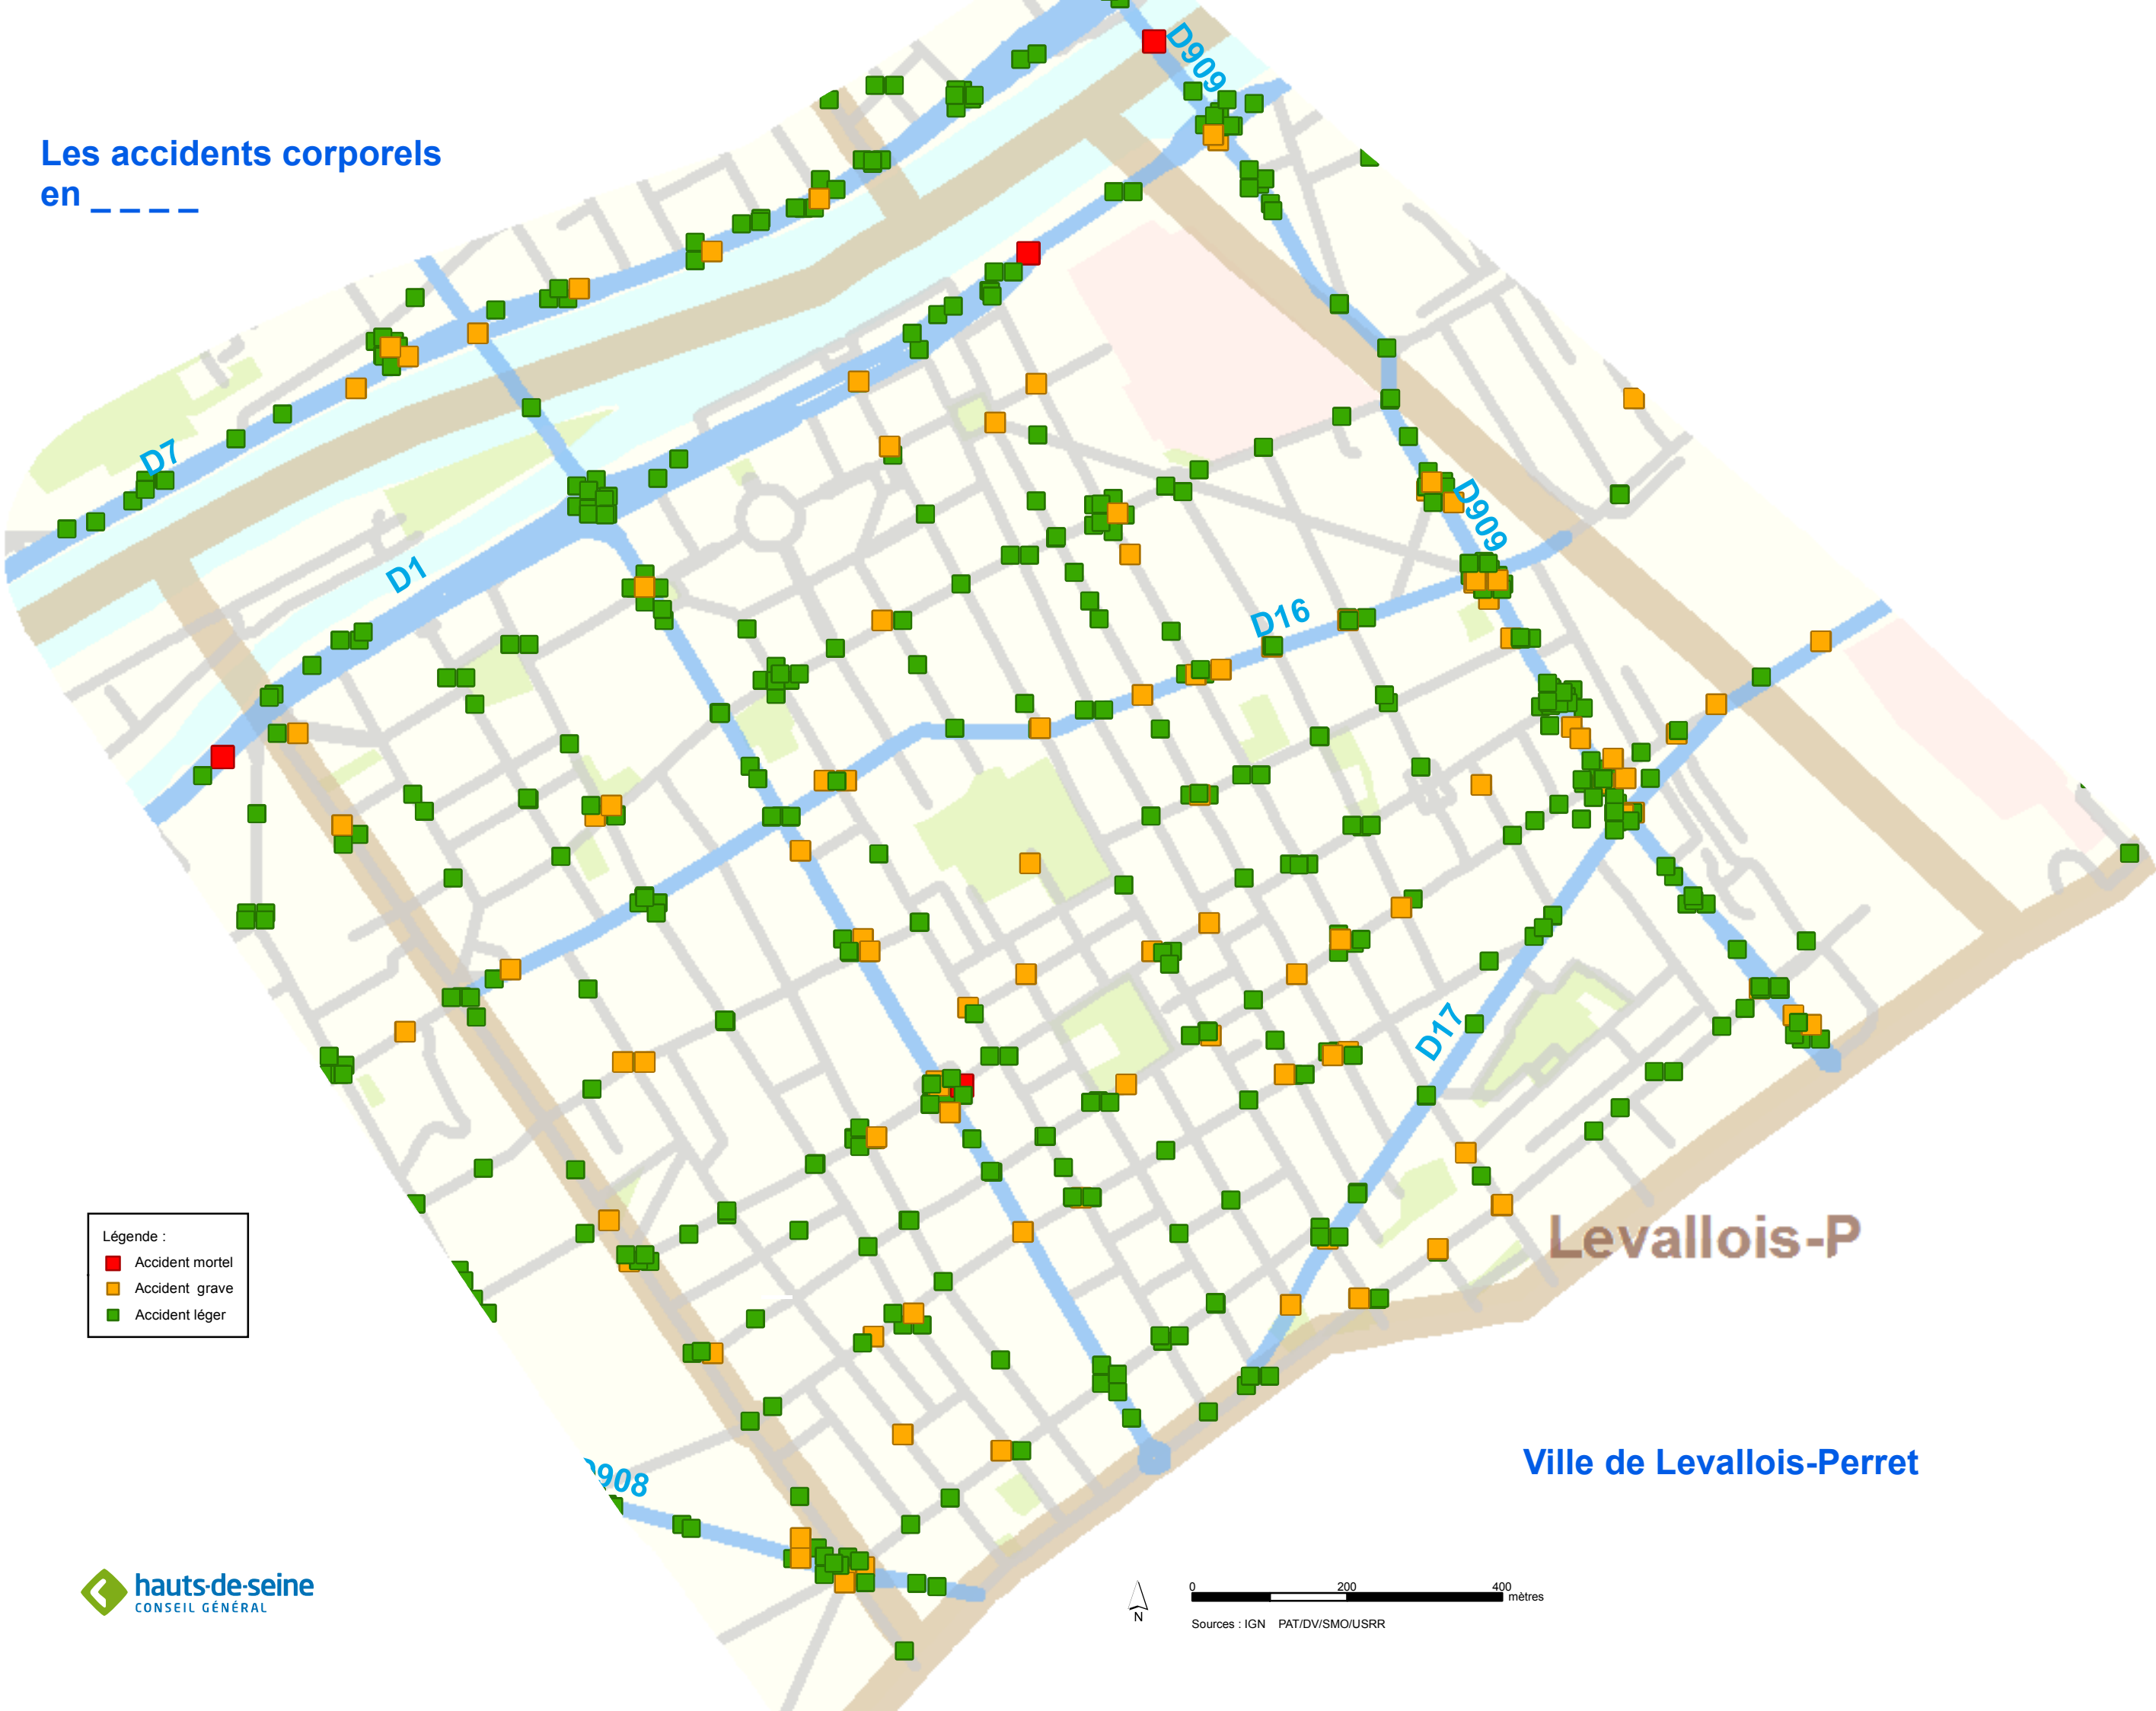 D909
Les accidents corporels
en _ _ _ _
D7
D909
D1
D16
D17
Levallois-P
Légende :
Accident mortel
Accident grave
Accident léger
Ville de Levallois-Perret
908
hauts-de-seine
CONSEIL GÉNÉRAL
0 200 400
mètres
N
Sources : IGN PAT/DV/SMO/USRR